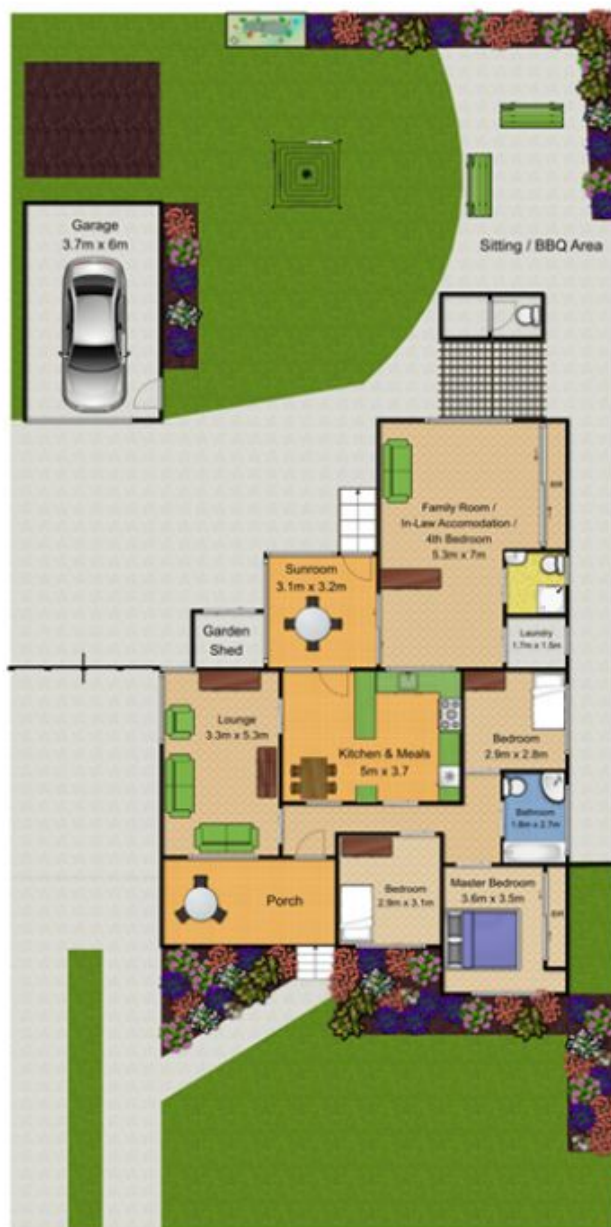 Garage
3.7m x 6m
Sitting / BBQ Area
Family Room /
In-Law Accomodation /
4th Bedroom
5.3m x 7m
BIR
Sunroom
3.1m x 3.2m
Garden
Shed
Laundry
1.7m x 1.5m
Lounge
3.3m x 5.3m
Kitchen & Meals
5m x 3.7
Bedroom
2.9m x 2.8m
Bathroom
1.8m x 2.7m
Porch
Bedroom
2.9m x 3.1m
Master Bedroom
3.6m x 3.5m
BIR